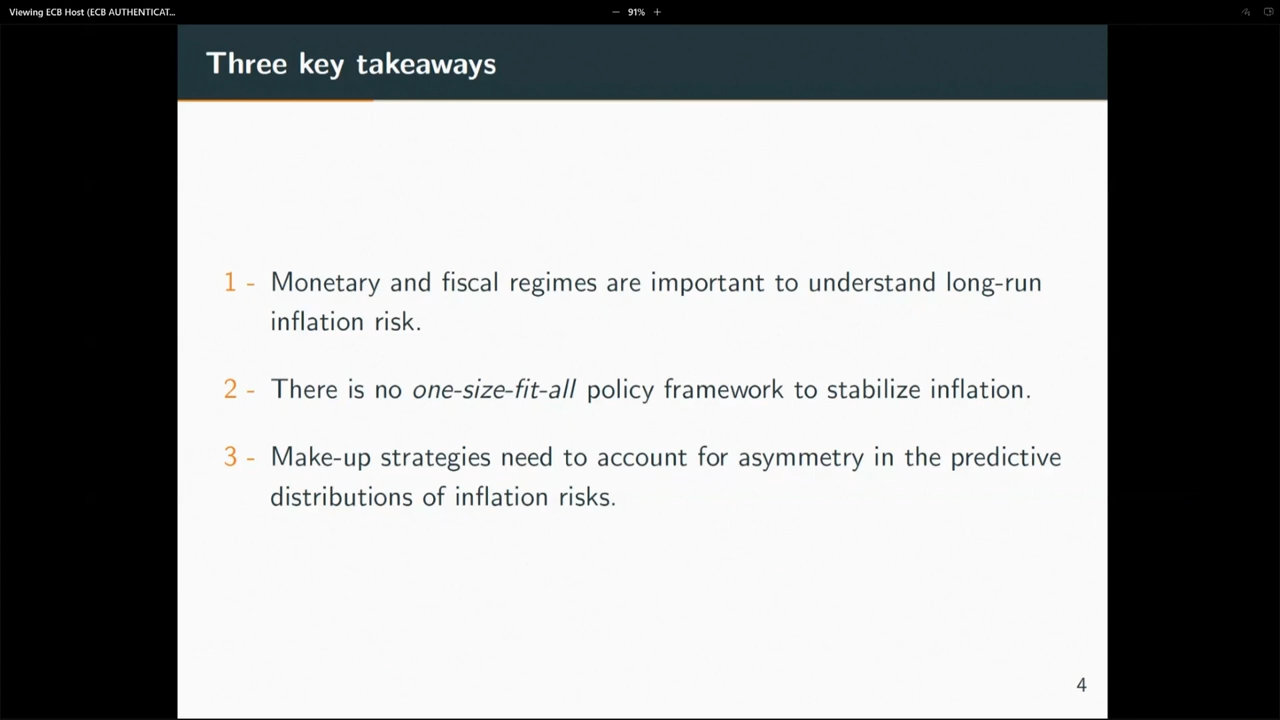 Viewing ECB Host (ECB AUTHENTICAT...
− 91% +
Three key takeaways
1 - Monetary and fiscal regimes are important to understand long-run
inflation risk.
2 - There is no one-size-fit-all policy framework to stabilize inflation.
3 - Make-up strategies need to account for asymmetry in the predictive
distributions of inflation risks.
4